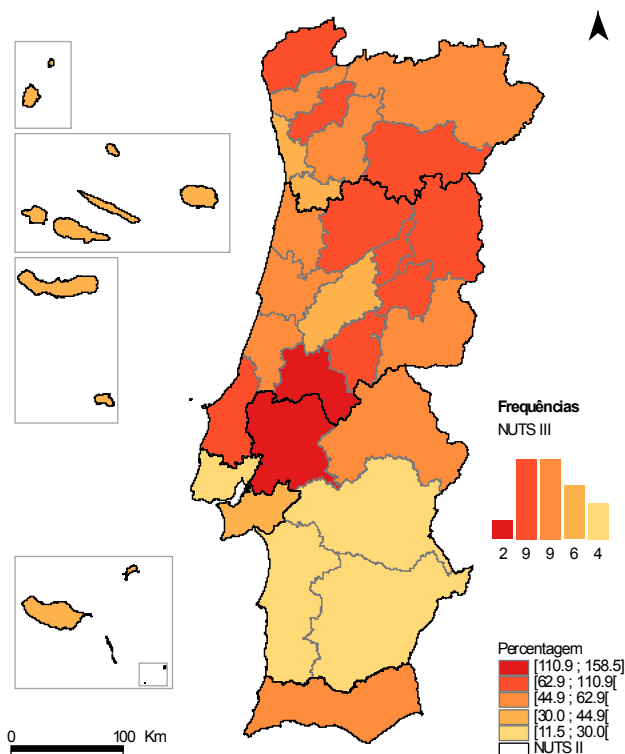 Frequências
NUTS III
2 9 9 6 4
Percentagem
[110.9 ; 158.5]
[62.9 ; 110.9[
[44.9 ; 62.9[
[30.0 ; 44.9[
[11.5 ; 30.0[
NUTS II
0 100 Km